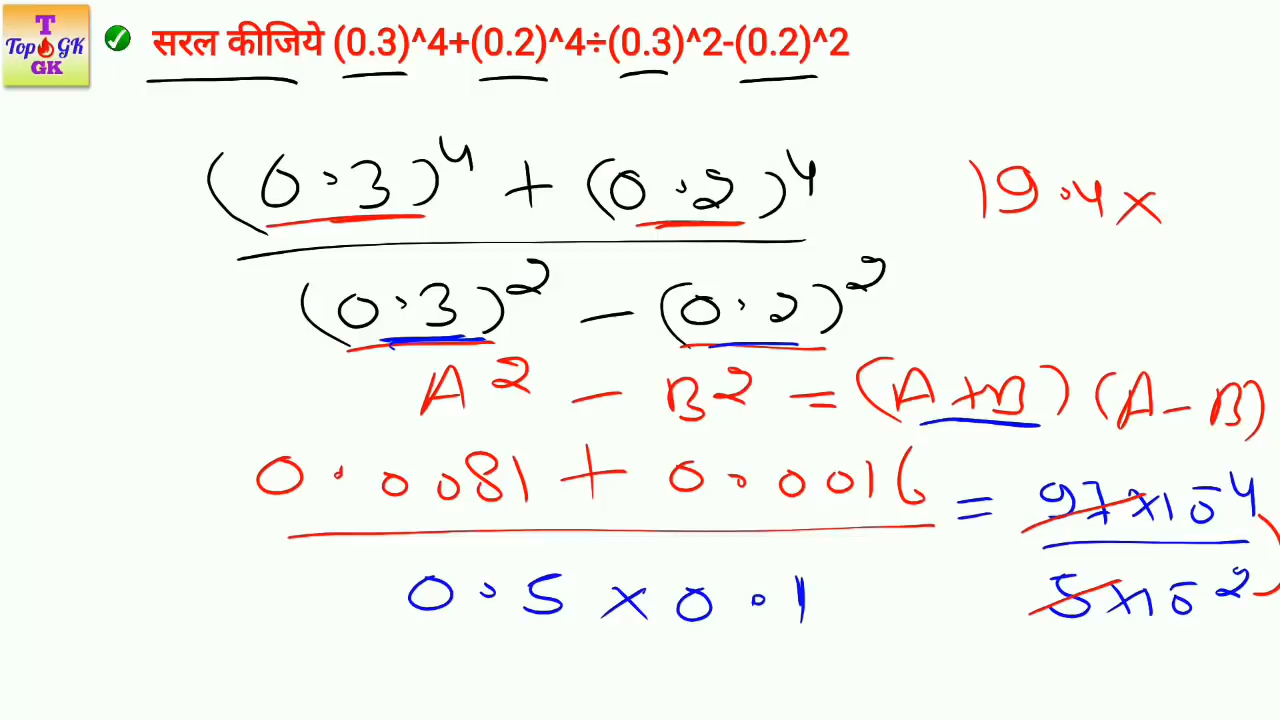 T
Top GK
GK
सरल कीजिये (0.3)^4+(0.2)^4÷(0.3)^2-(0.2)^2
(0.3)^4 + (0.2)^4
19.4×
(0.3)^2 - (0.2)^2
A^2 - B^2 = (A+B) (A-B)
0.0081 + 0.0016 = 97×10^-4
0.5 × 0.1
5×10^-2